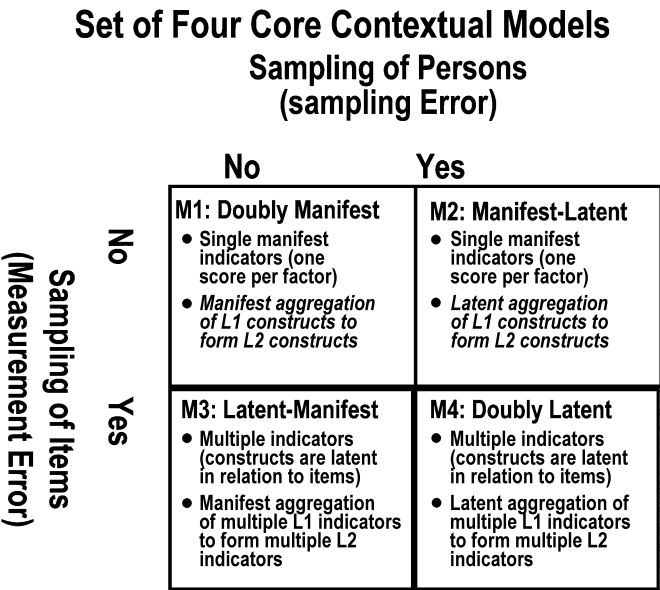 Set of Four Core Contextual Models
Sampling of Persons
(sampling Error)
No
Yes
Sampling of Items
(Measurement Error)
No
M1: Doubly Manifest
• Single manifest
indicators (one
score per factor)
• Manifest aggregation
of L1 constructs to
form L2 constructs
M2: Manifest-Latent
• Single manifest
indicators (one
score per factor)
• Latent aggregation
of L1 constructs to
form L2 constructs
Yes
M3: Latent-Manifest
• Multiple indicators
(constructs are latent
in relation to items)
• Manifest aggregation
of multiple L1 indicators
to form multiple L2
indicators
M4: Doubly Latent
• Multiple indicators
(constructs are latent
in relation to items)
• Latent aggregation of
multiple L1 indicators
to form multiple L2
indicators